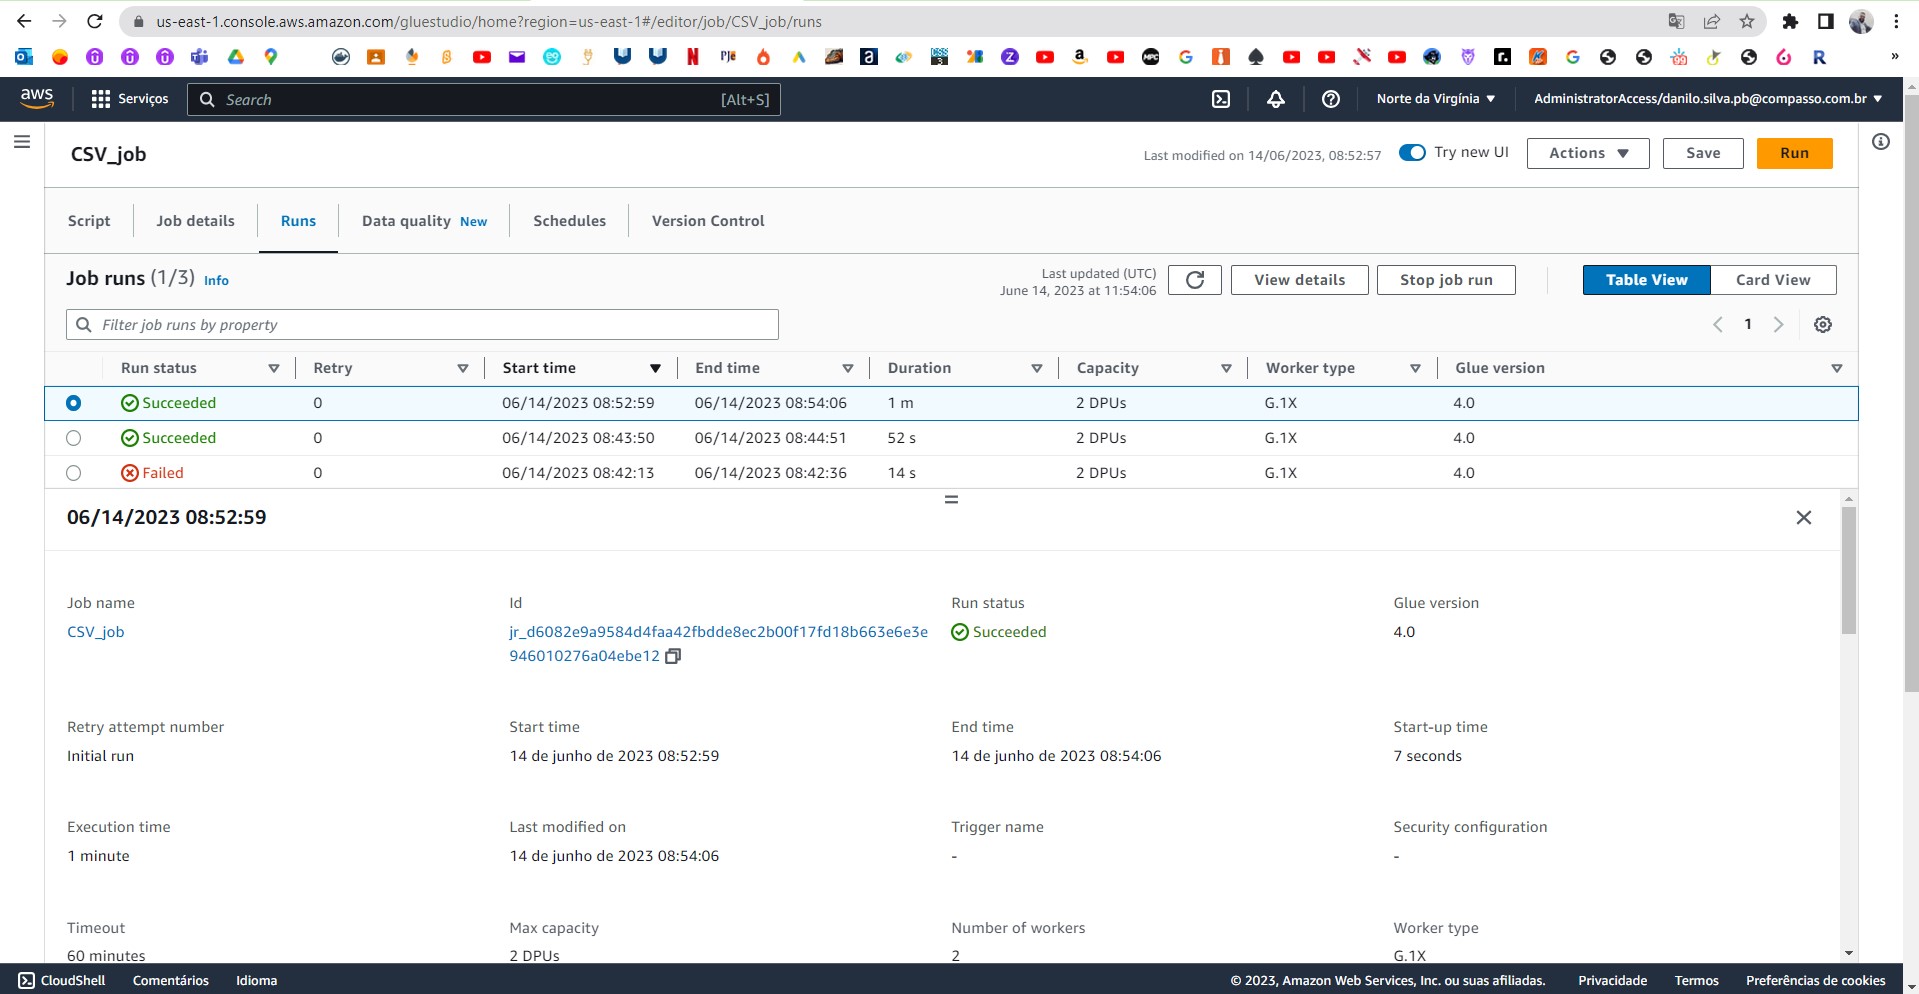 us-east-1.console.aws.amazon.com/gluestudio/home?region=us-east-1#/editor/job/CSV_job/runs
aws
Serviços
Search
[Alt+S]
Norte da Virgínia
AdministratorAccess/danilo.silva.pb@compasso.com.br
CSV_job
Last modified on 14/06/2023, 08:52:57
Try new UI
Actions
Save
Run
Script
Job details
Runs
Data quality New
Schedules
Version Control
Job runs (1/3) Info
Last updated (UTC)
June 14, 2023 at 11:54:06
View details
Stop job run
Table View
Card View
Filter job runs by property
1
Run status Retry Start time End time Duration Capacity Worker type Glue version
Succeeded 0 06/14/2023 08:52:59 06/14/2023 08:54:06 1 m 2 DPUs G.1X 4.0
Succeeded 0 06/14/2023 08:43:50 06/14/2023 08:44:51 52 s 2 DPUs G.1X 4.0
Failed 0 06/14/2023 08:42:13 06/14/2023 08:42:36 14 s 2 DPUs G.1X 4.0
06/14/2023 08:52:59
Job name Id Run status Glue version
CSV_job jr_d6082e9a9584d4faa42fbdde8ec2b00f17fd18b663e6e3e Succeeded 4.0
946010276a04ebe12
Retry attempt number Start time End time Start-up time
Initial run 14 de junho de 2023 08:52:59 14 de junho de 2023 08:54:06 7 seconds
Execution time Last modified on Trigger name Security configuration
1 minute 14 de junho de 2023 08:54:06 - -
Timeout Max capacity Number of workers Worker type
60 minutes 2 DPUs 2 G.1X
CloudShell Comentários Idioma © 2023, Amazon Web Services, Inc. ou suas afiliadas. Privacidade Termos Preferências de cookies